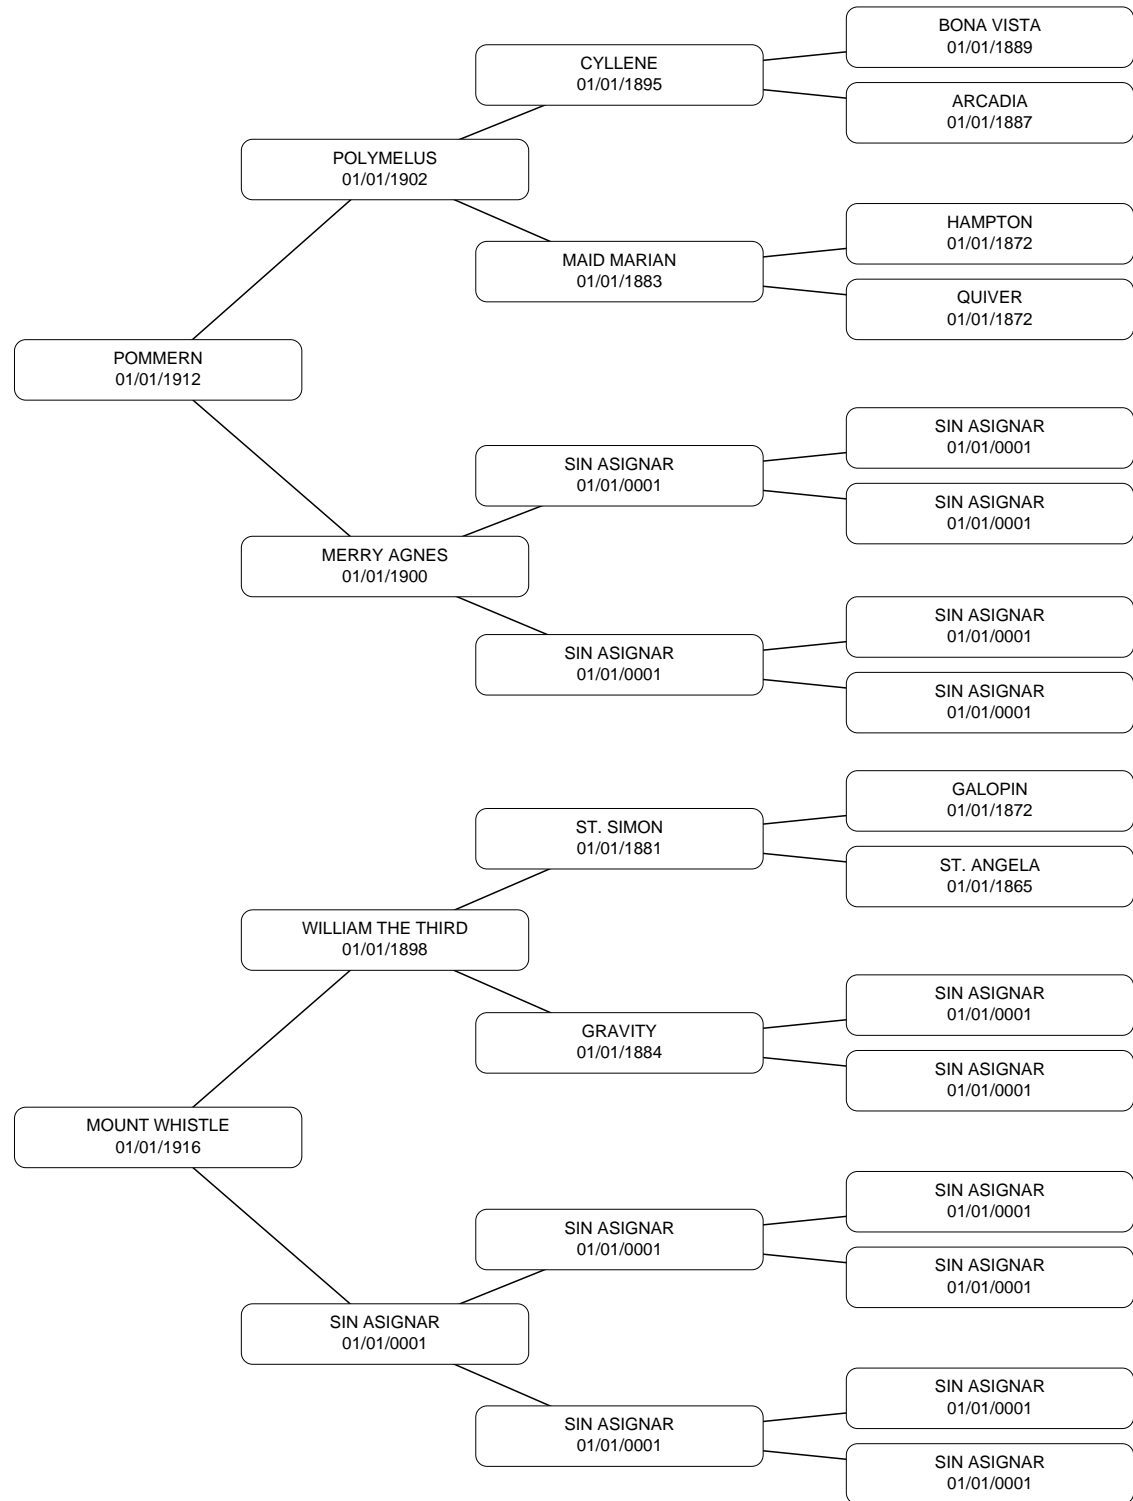 BONA VISTA
01/01/1889
CYLLENE
01/01/1895
ARCADIA
01/01/1887
POLYMELUS
01/01/1902
HAMPTON
01/01/1872
MAID MARIAN
01/01/1883
QUIVER
01/01/1872
POMMERN
01/01/1912
SIN ASIGNAR
01/01/0001
SIN ASIGNAR
01/01/0001
SIN ASIGNAR
01/01/0001
MERRY AGNES
01/01/1900
SIN ASIGNAR
01/01/0001
SIN ASIGNAR
01/01/0001
SIN ASIGNAR
01/01/0001
GALOPIN
01/01/1872
ST. SIMON
01/01/1881
ST. ANGELA
01/01/1865
WILLIAM THE THIRD
01/01/1898
SIN ASIGNAR
01/01/0001
GRAVITY
01/01/1884
SIN ASIGNAR
01/01/0001
MOUNT WHISTLE
01/01/1916
SIN ASIGNAR
01/01/0001
SIN ASIGNAR
01/01/0001
SIN ASIGNAR
01/01/0001
SIN ASIGNAR
01/01/0001
SIN ASIGNAR
01/01/0001
SIN ASIGNAR
01/01/0001
SIN ASIGNAR
01/01/0001